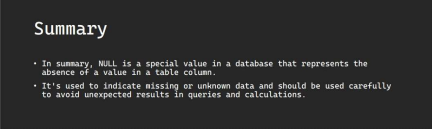 Summary
• In summary, NULL is a special value in a database that represents the
absence of a value in a table column.
• It's used to indicate missing or unknown data and should be used carefully
to avoid unexpected results in queries and calculations.